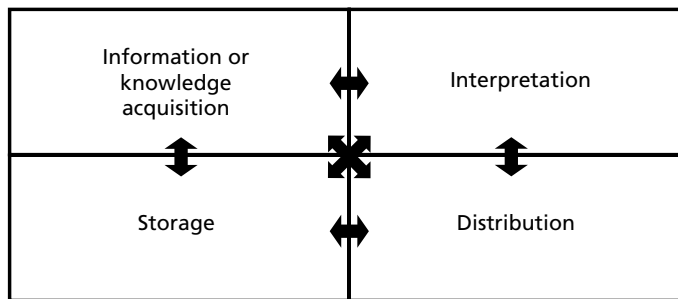 Information or
knowledge
acquisition
Interpretation
Storage
Distribution